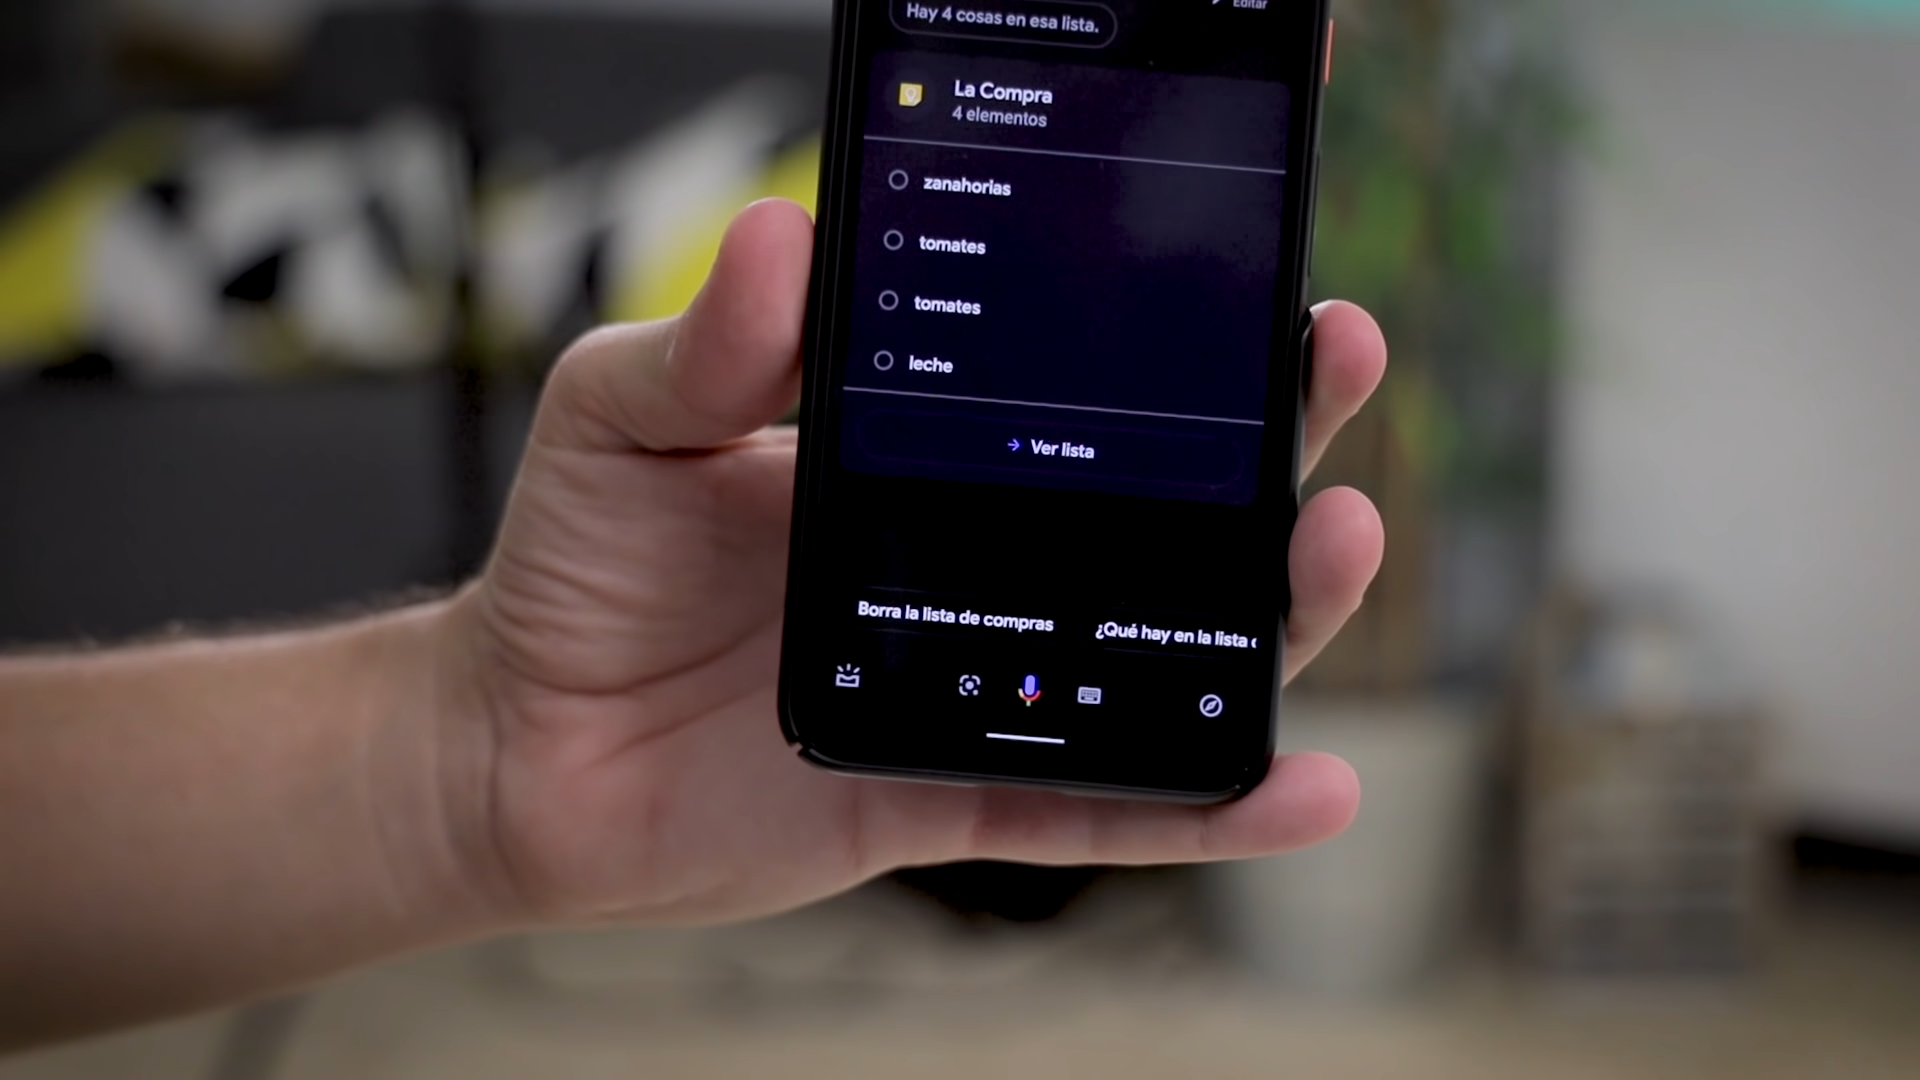 Editar
Hay 4 cosas en esa lista.
La Compra
4 elementos
zanahorias
tomates
tomates
leche
Ver lista
Borra la lista de compras
¿Qué hay en la lista